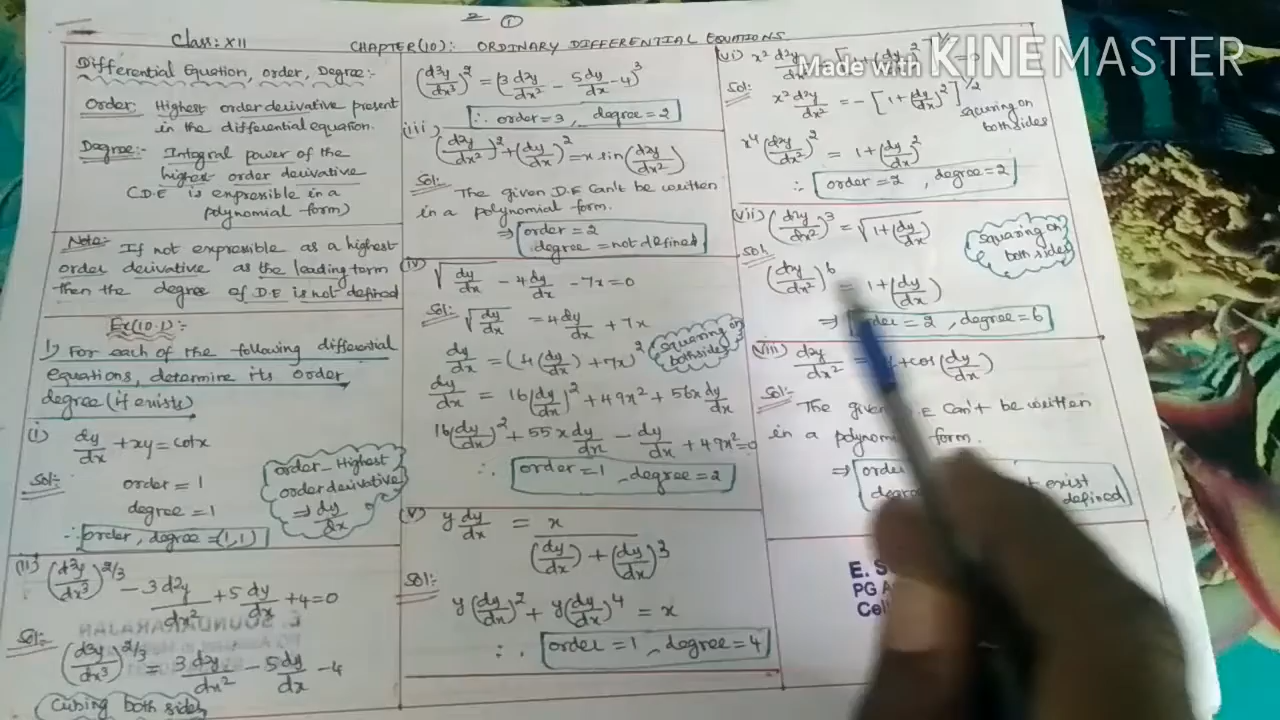 2 ①
Class: XII
CHAPTER(10): ORDINARY DIFFERENTIAL EQUATIONS
Differential Equation, order, Degree:-
Order: Highest order derivative present
in the differential equation.
Degree: Integral power of the
highest order derivative
(D.E is expressible in a
polynomial form)
Note: If not expressible as a highest
order derivative as the leading term
then the degree of D.E is not defined
Ex(10.1):-
1) For each of the following differential
equations, determine its order
degree (if exists)
(i) dy/dx + xy = cotx
Sol:- order = 1
degree = 1
∴ order, degree = (1,1)
order - Highest
order derivative
⇒ dy/dx
(ii) (d³y/dx³)^2/3 - 3 d²y/dx² + 5 dy/dx + 4 = 0
Sol:- (d³y/dx³)^2/3 = 3 d²y/dx² - 5 dy/dx - 4
(Cubing both sides
(d³y/dx³)² = (3 d²y/dx² - 5 dy/dx - 4)³
∴ order = 3, degree = 2
iii) (d²y/dx²)² + (dy/dx)² = x sin(d²y/dx²)
Sol:- The given D.E Can't be written
in a polynomial form.
⇒ order = 2
degree = not defined
(iv) √dy/dx - 4 dy/dx - 7x = 0
Sol:- √dy/dx = 4 dy/dx + 7x
dy/dx = (4(dy/dx) + 7x)²
squaring on
both sides
dy/dx = 16(dy/dx)² + 49x² + 56x dy/dx
16(dy/dx)² + 55x dy/dx - dy/dx + 49x² = 0
∴ order = 1, degree = 2
(v) y dy/dx = x / (dy/dx) + (dy/dx)³
Sol:-
y(dy/dx)² + y(dy/dx)⁴ = x
∴ order = 1, degree = 4
(vi) x² d²y/dx²
Made with KINEMASTER
Sol: x² d²y/dx² = - [1 + (dy/dx)²]^1/2
squaring on
both sides
x⁴ (d²y/dx²)² = 1 + (dy/dx)²
∴ order = 2, degree = 2
(vii) (d²y/dx²)³ = √1 + (dy/dx)
Sol
squaring on
both sides
(d²y/dx²)⁶ = 1 + (dy/dx)
⇒ order = 2, degree = 6
(viii) d²y/dx² = + cos(dy/dx)
Sol:- The given D.E Can't be written
in a polynomial form.
⇒ order
exist
defined
E. S
PG A